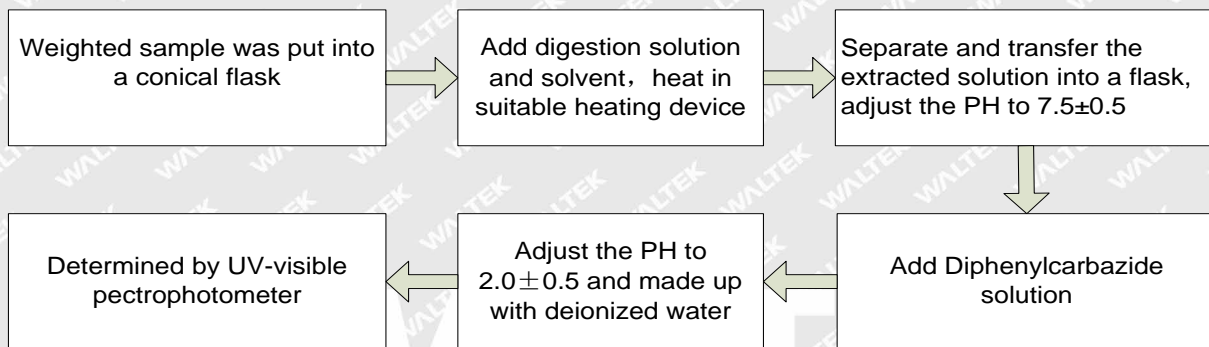 Weighted sample was put into
a conical flask
Add digestion solution
and solvent，heat in
suitable heating device
Separate and transfer the
extracted solution into a flask,
adjust the PH to 7.5±0.5
Add Diphenylcarbazide
solution
Adjust the PH to
2.0±0.5 and made up
with deionized water
Determined by UV-visible
pectrophotometer
WALTEK